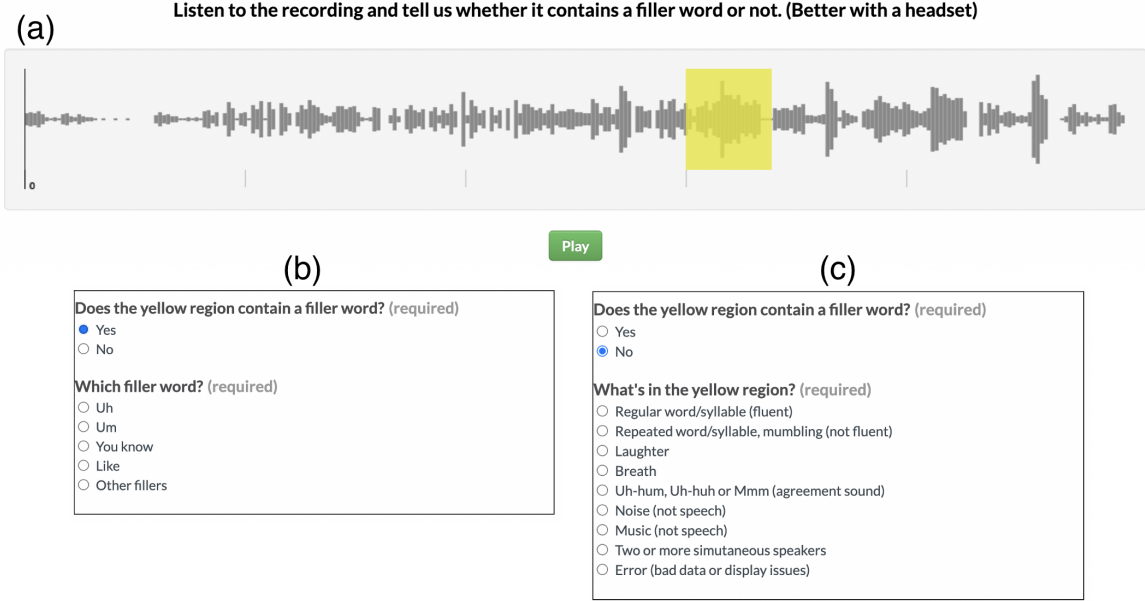 Listen to the recording and tell us whether it contains a filler word or not. (Better with a headset)
(a)
0
Play
(b)
Does the yellow region contain a filler word? (required)
Yes
No
Which filler word? (required)
Uh
Um
You know
Like
Other fillers
(c)
Does the yellow region contain a filler word? (required)
Yes
No
What's in the yellow region? (required)
Regular word/syllable (fluent)
Repeated word/syllable, mumbling (not fluent)
Laughter
Breath
Uh-hum, Uh-huh or Mmm (agreement sound)
Noise (not speech)
Music (not speech)
Two or more simutaneous speakers
Error (bad data or display issues)